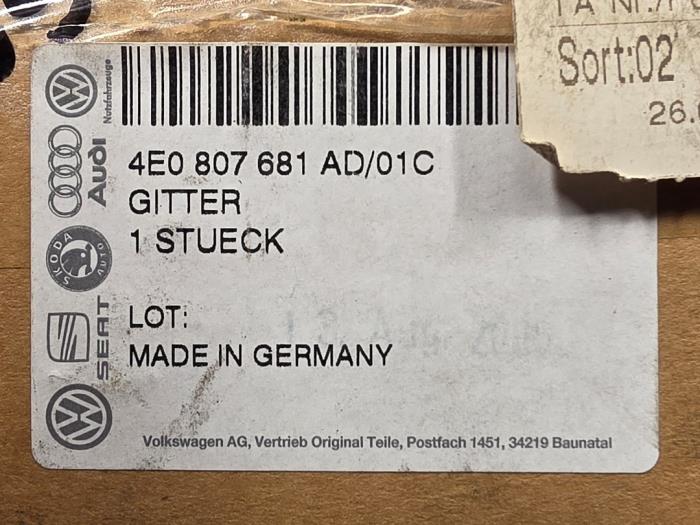 Sort:02
26.
Nutzfahrzeuge
Audi
SKODA
AUTO
SEAT
4E0 807 681 AD/01C
GITTER
1 STUECK
LOT:
MADE IN GERMANY
Volkswagen AG, Vertrieb Original Teile, Postfach 1451, 34219 Baunatal